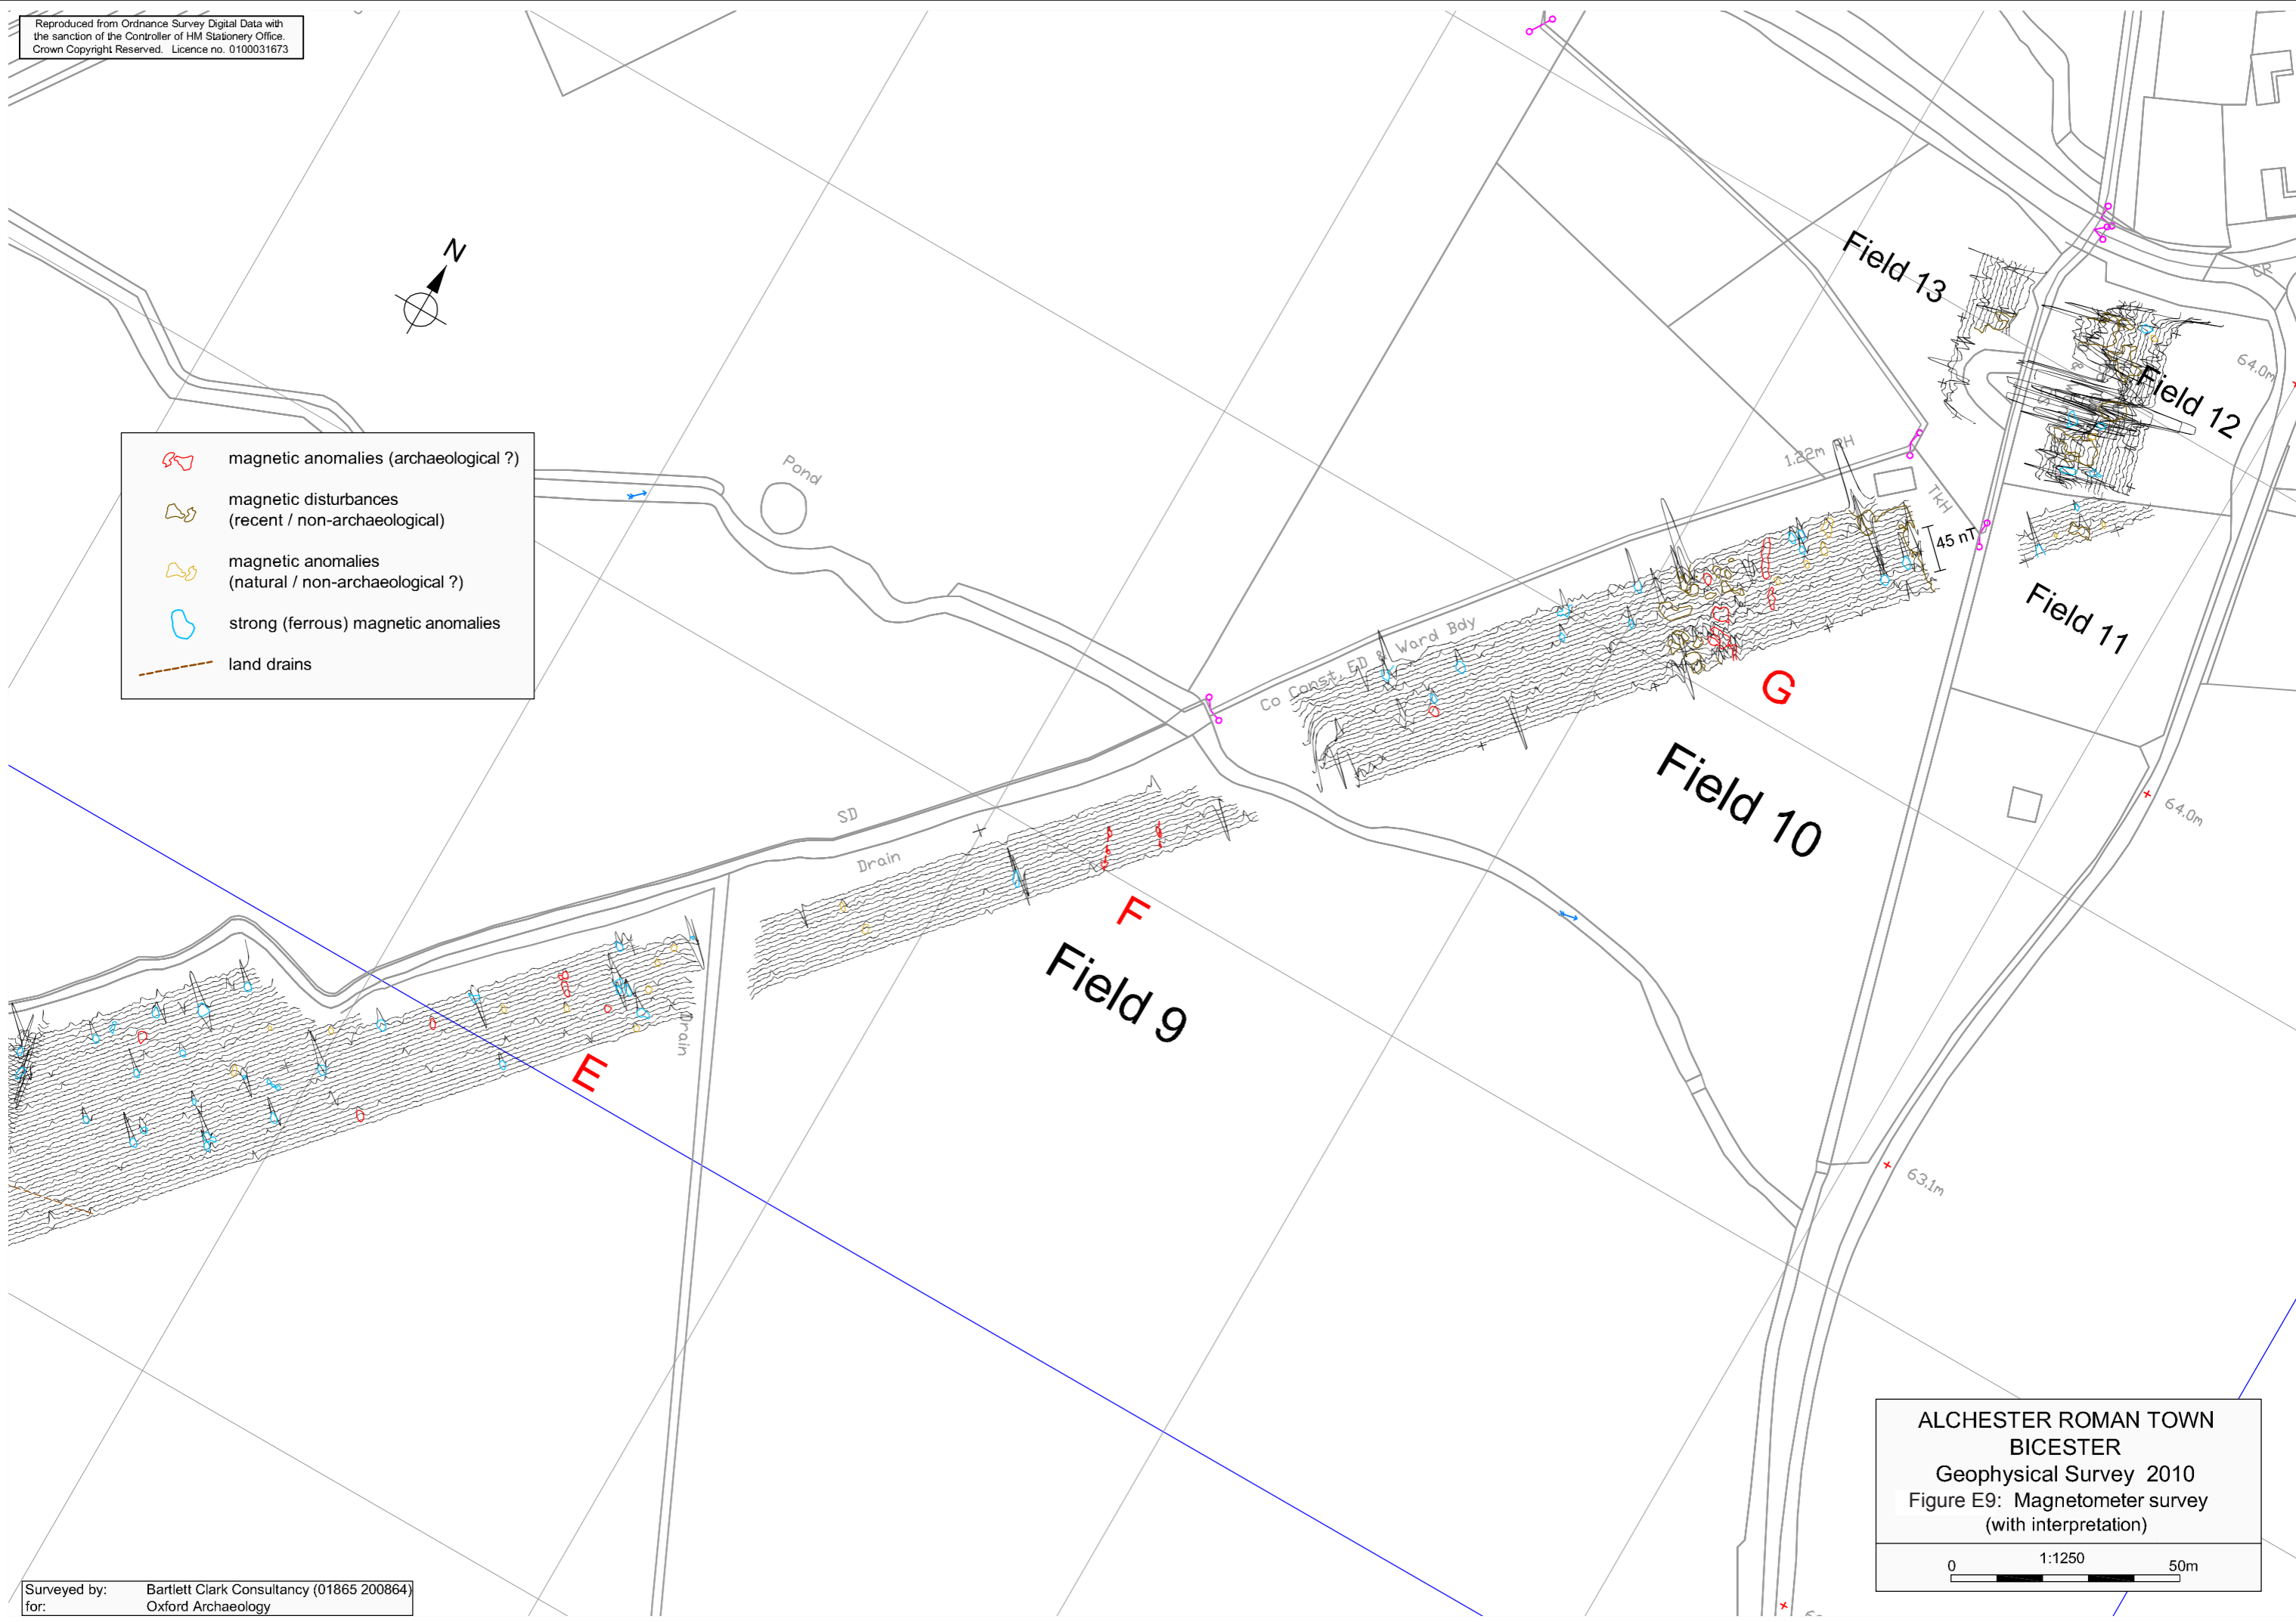 Reproduced from Ordnance Survey Digital Data with
the sanction of the Controller of HM Stationery Office.
Crown Copyright Reserved. Licence no. 0100031673
N
magnetic anomalies (archaeological ?)
magnetic disturbances
(recent / non-archaeological)
magnetic anomalies
(natural / non-archaeological ?)
strong (ferrous) magnetic anomalies
land drains
Pond
Field 13
CR
64.0m
Field 12
1.22m RH
TkH
45 nT
Field 11
Co Const, ED & Ward Bdy
G
Field 10
64.0m
SD
Drain
F
Field 9
Drain
E
63.1m
ALCHESTER ROMAN TOWN
BICESTER
Geophysical Survey 2010
Figure E9: Magnetometer survey
(with interpretation)
1:1250
0 50m
Surveyed by: Bartlett Clark Consultancy (01865 200864)
for: Oxford Archaeology